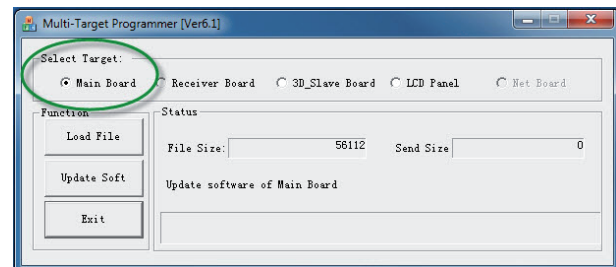 Multi-Target Programmer [Ver6.1]
Select Target:
Main Board Receiver Board 3D_Slave Board LCD Panel Net Board
Function
Status
Load File
File Size: 56112 Send Size 0
Update Soft
Update software of Main Board
Exit